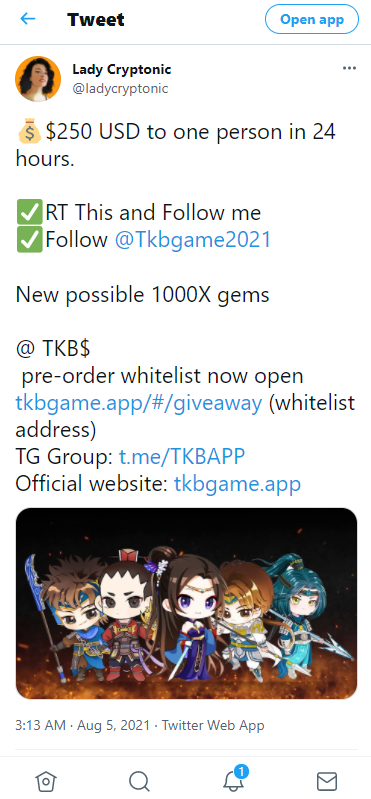 Tweet
Open app
Lady Cryptonic
@ladycryptonic
💰$250 USD to one person in 24
hours.
✅RT This and Follow me
✅Follow @Tkbgame2021
New possible 1000X gems
@ TKB$
pre-order whitelist now open
tkbgame.app/#/giveaway (whitelist
address)
TG Group: t.me/TKBAPP
Official website: tkbgame.app
3:13 AM · Aug 5, 2021 · Twitter Web App
1